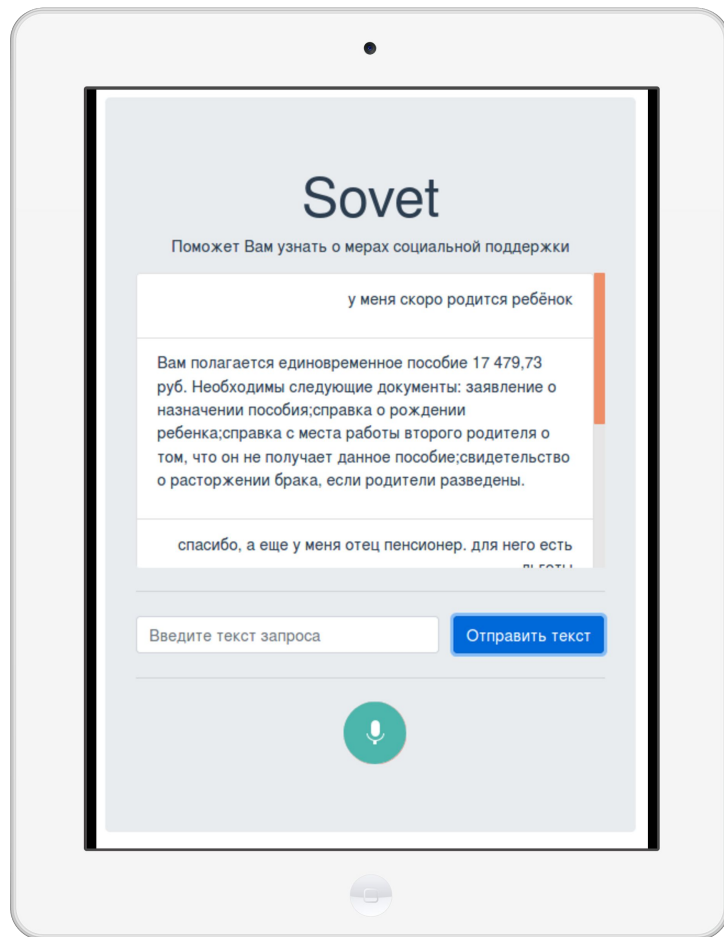 Sovet
Поможет Вам узнать о мерах социальной поддержки
у меня скоро родится ребёнок
Вам полагается единовременное пособие 17 479,73
руб. Необходимы следующие документы: заявление о
назначении пособия;справка о рождении
ребенка;справка с места работы второго родителя о
том, что он не получает данное пособие;свидетельство
о расторжении брака, если родители разведены.
спасибо, а еще у меня отец пенсионер. для него есть
льготы
Введите текст запроса
Отправить текст